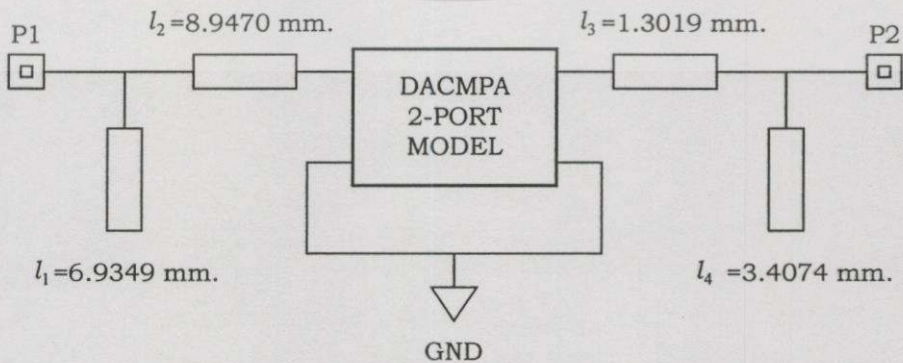 P1
l₂=8.9470 mm.
l₃=1.3019 mm.
P2
DACMPA
2-PORT
MODEL
l₁=6.9349 mm.
l₄=3.4074 mm.
GND